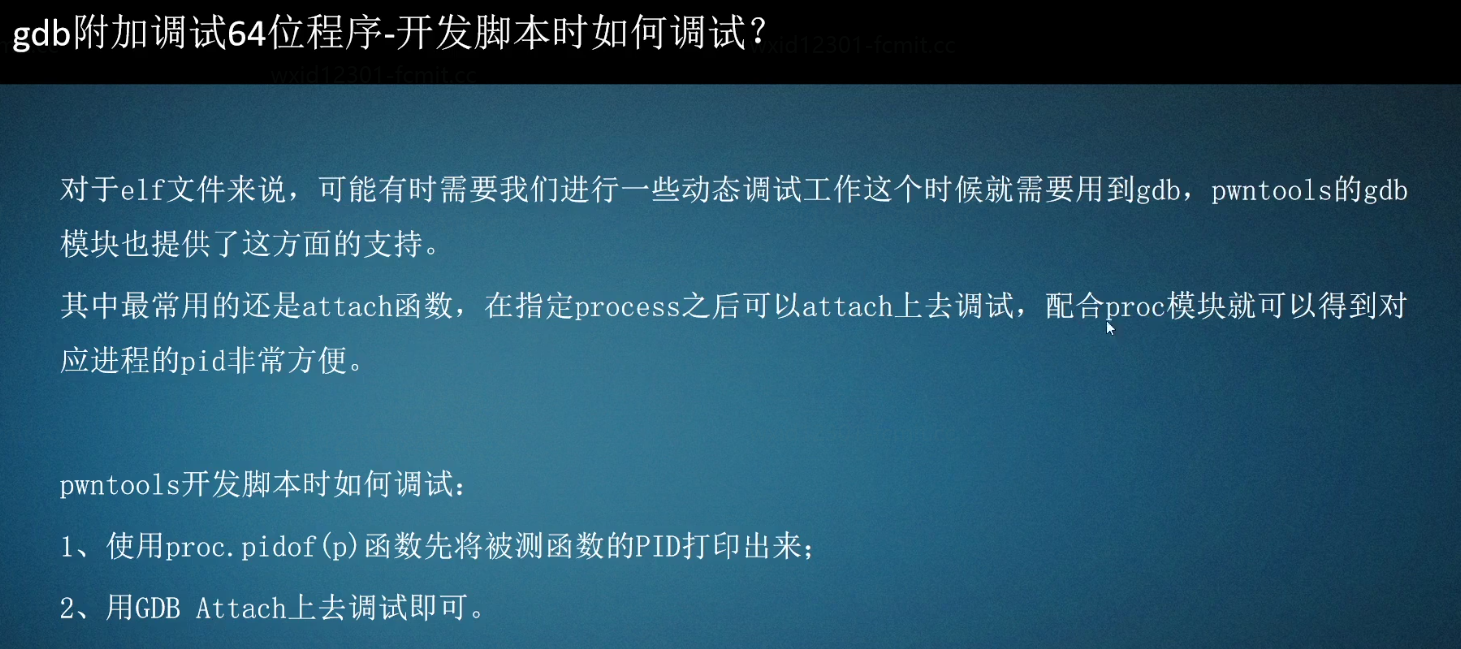 gdb附加调试64位程序-开发脚本时如何调试？
wxid12301-fcmlt.cc
wxid12301-fcmlt.cc
对于elf文件来说，可能有时需要我们进行一些动态调试工作这个时候就需要用到gdb，pwntools的gdb
模块也提供了这方面的支持。
其中最常用的还是attach函数，在指定process之后可以attach上去调试，配合proc模块就可以得到对
应进程的pid非常方便。
pwntools开发脚本时如何调试：
1、使用proc.pidof(p)函数先将被测函数的PID打印出来；
2、用GDB Attach上去调试即可。